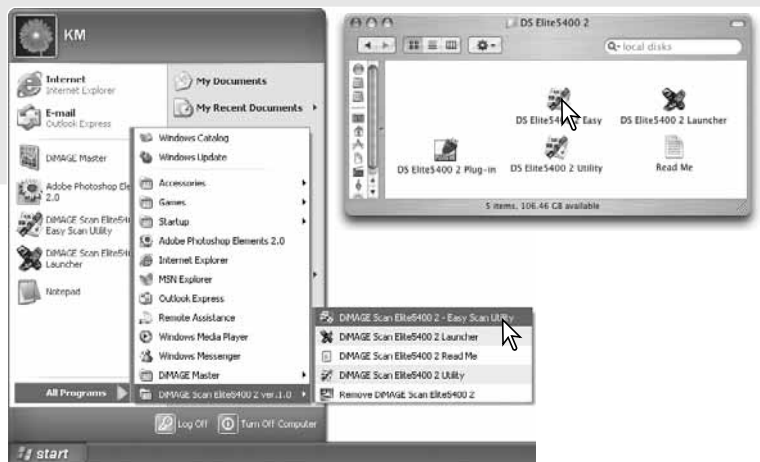 KM
Internet
Internet Explorer
E-mail
Outlook Express
DiMAGE Master
Adobe Photoshop Ele
2.0
DiMAGE Scan Elite54
Easy Scan Utility
DiMAGE Scan Elite54
Launcher
Notepad
All Programs
My Documents
My Recent Documents
Windows Catalog
Windows Update
Accessories
Games
Startup
Adobe Photoshop Elements 2.0
Internet Explorer
MSN Explorer
Outlook Express
Remote Assistance
Windows Media Player
Windows Messenger
DiMAGE Master
DiMAGE Scan Elite5400 2 ver.1.0
DiMAGE Scan Elite5400 2 - Easy Scan Utility
DiMAGE Scan Elite5400 2 Launcher
DiMAGE Scan Elite5400 2 Read Me
DiMAGE Scan Elite5400 2 Utility
Remove DiMAGE Scan Elite5400 2
Log Off
Turn Off Computer
start
DS Elite5400 2
local disks
DS Elite5400 2 Easy
DS Elite5400 2 Launcher
DS Elite5400 2 Plug-in
DS Elite5400 2 Utility
Read Me
5 items, 106.46 GB available